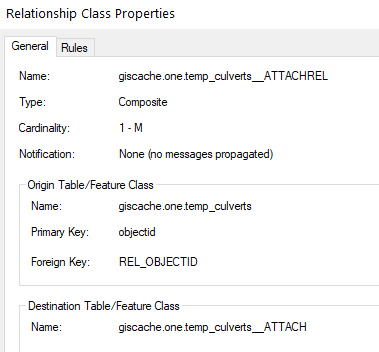 Relationship Class Properties
General Rules
Name: giscache.one.temp_culverts__ATTACHREL
Type: Composite
Cardinality: 1 - M
Notification: None (no messages propagated)
Origin Table/Feature Class
Name: giscache.one.temp_culverts
Primary Key: objectid
Foreign Key: REL_OBJECTID
Destination Table/Feature Class
Name: giscache.one.temp_culverts__ATTACH